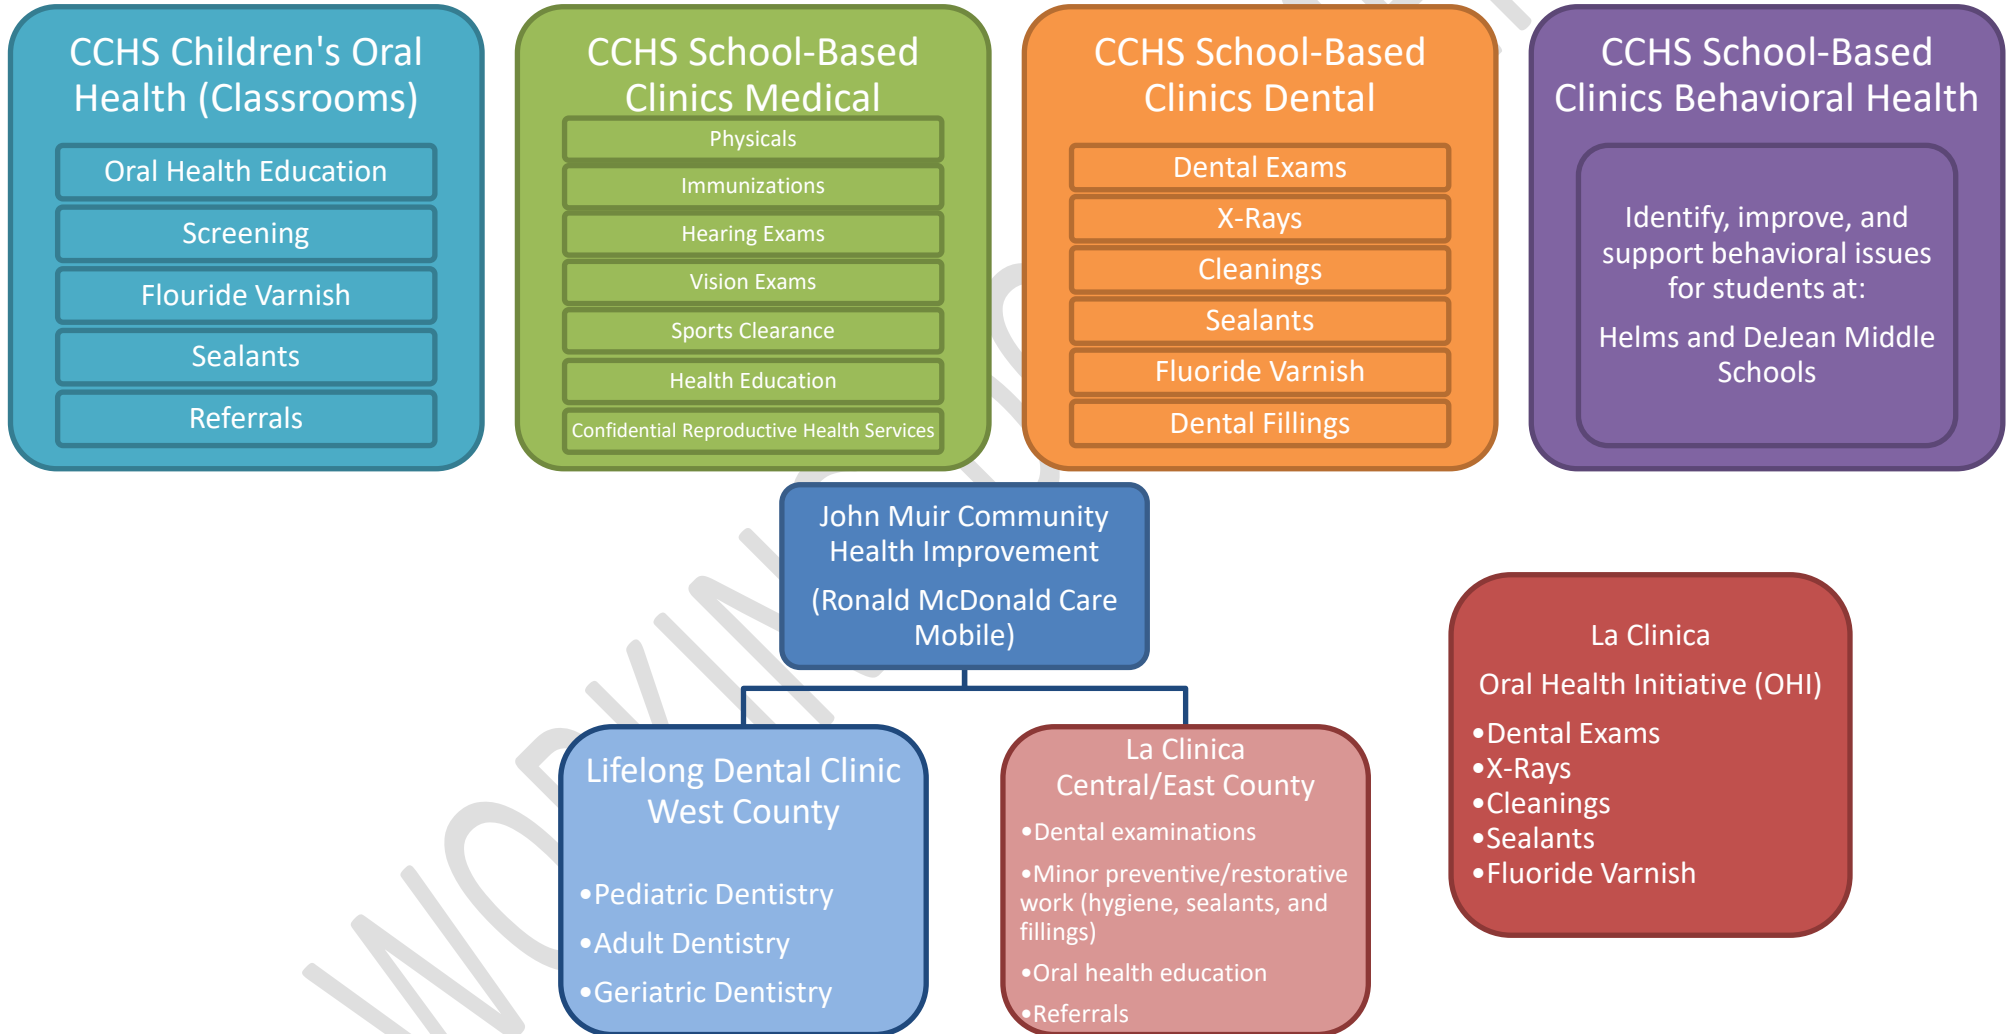 CCHS Children's Oral
Health (Classrooms)
Oral Health Education
Screening
Flouride Varnish
Sealants
Referrals
CCHS School-Based
Clinics Medical
Physicals
Immunizations
Hearing Exams
Vision Exams
Sports Clearance
Health Education
Confidential Reproductive Health Services
CCHS School-Based
Clinics Dental
Dental Exams
X-Rays
Cleanings
Sealants
Fluoride Varnish
Dental Fillings
CCHS School-Based
Clinics Behavioral Health
Identify, improve, and
support behavioral issues
for students at:
Helms and DeJean Middle
Schools
John Muir Community
Health Improvement
(Ronald McDonald Care
Mobile)
Lifelong Dental Clinic
West County
•Pediatric Dentistry
•Adult Dentistry
•Geriatric Dentistry
La Clinica
Central/East County
•Dental examinations
•Minor preventive/restorative
work (hygiene, sealants, and
fillings)
•Oral health education
•Referrals
La Clinica
Oral Health Initiative (OHI)
•Dental Exams
•X-Rays
•Cleanings
•Sealants
•Fluoride Varnish
WORKING